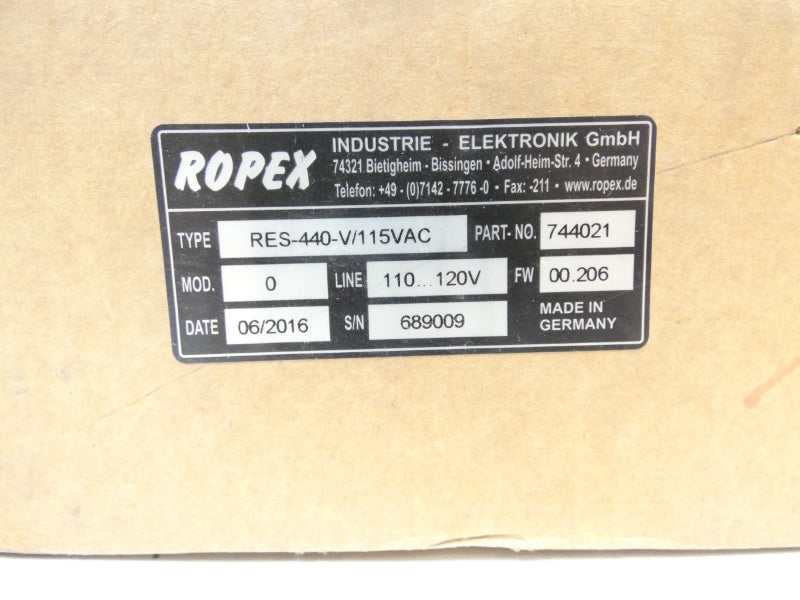 ROPEX
INDUSTRIE - ELEKTRONIK GmbH
74321 Bietigheim - Bissingen • Adolf-Heim-Str. 4 • Germany
Telefon: +49 - (0)7142 - 7776 -0 • Fax: -211 • www.ropex.de
TYPE RES-440-V/115VAC PART- NO. 744021
MOD. 0 LINE 110...120V FW 00.206
DATE 06/2016 S/N 689009 MADE IN
GERMANY